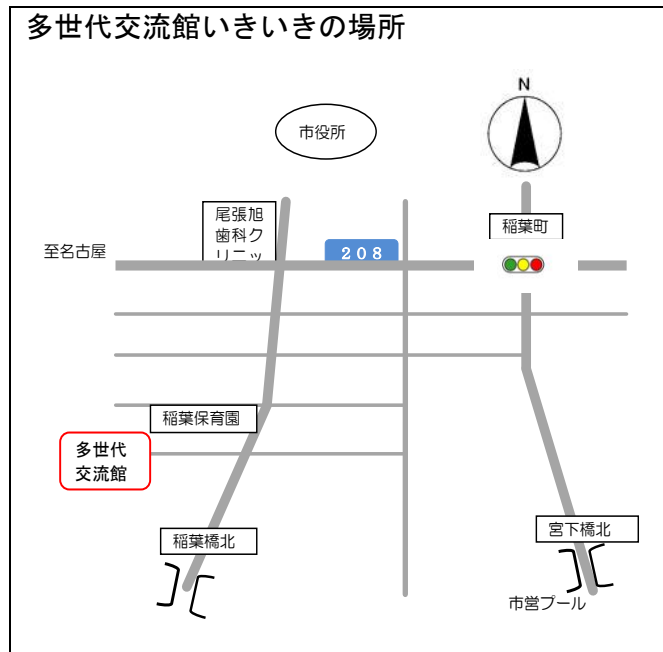 多世代交流館いきいきの場所
N
市役所
尾張旭
歯科ク
リニッ
稲葉町
至名古屋
208
稲葉保育園
多世代
交流館
稲葉橋北
宮下橋北
市営プール